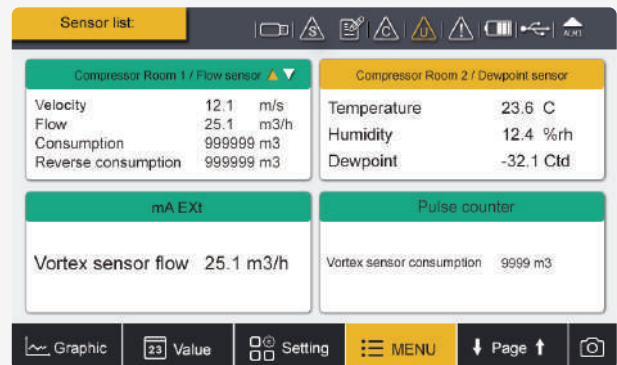 Sensor list:
S C U ! ALM1
Compressor Room 1 / Flow sensor
Velocity 12.1 m/s
Flow 25.1 m3/h
Consumption 999999 m3
Reverse consumption 999999 m3
Compressor Room 2 / Dewpoint sensor
Temperature 23.6 C
Humidity 12.4 %rh
Dewpoint -32.1 Ctd
mA EXt
Vortex sensor flow 25.1 m3/h
Pulse counter
Vortex sensor consumption 9999 m3
Graphic 23 Value Setting MENU Page